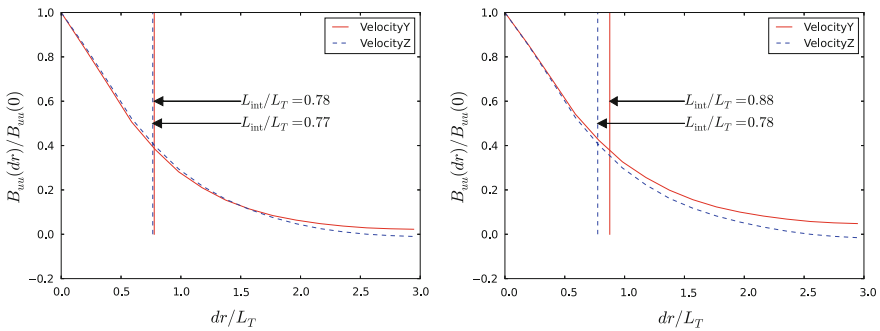 1.0
0.8
0.6
0.4
0.2
0.0
−0.2
B_{uu}(dr)/B_{uu}(0)
VelocityY
VelocityZ
L_{int}/L_T = 0.78
L_{int}/L_T = 0.77
0.0 0.5 1.0 1.5 2.0 2.5 3.0
dr/L_T
1.0
0.8
0.6
0.4
0.2
0.0
−0.2
B_{uu}(dr)/B_{uu}(0)
VelocityY
VelocityZ
L_{int}/L_T = 0.88
L_{int}/L_T = 0.78
0.0 0.5 1.0 1.5 2.0 2.5 3.0
dr/L_T